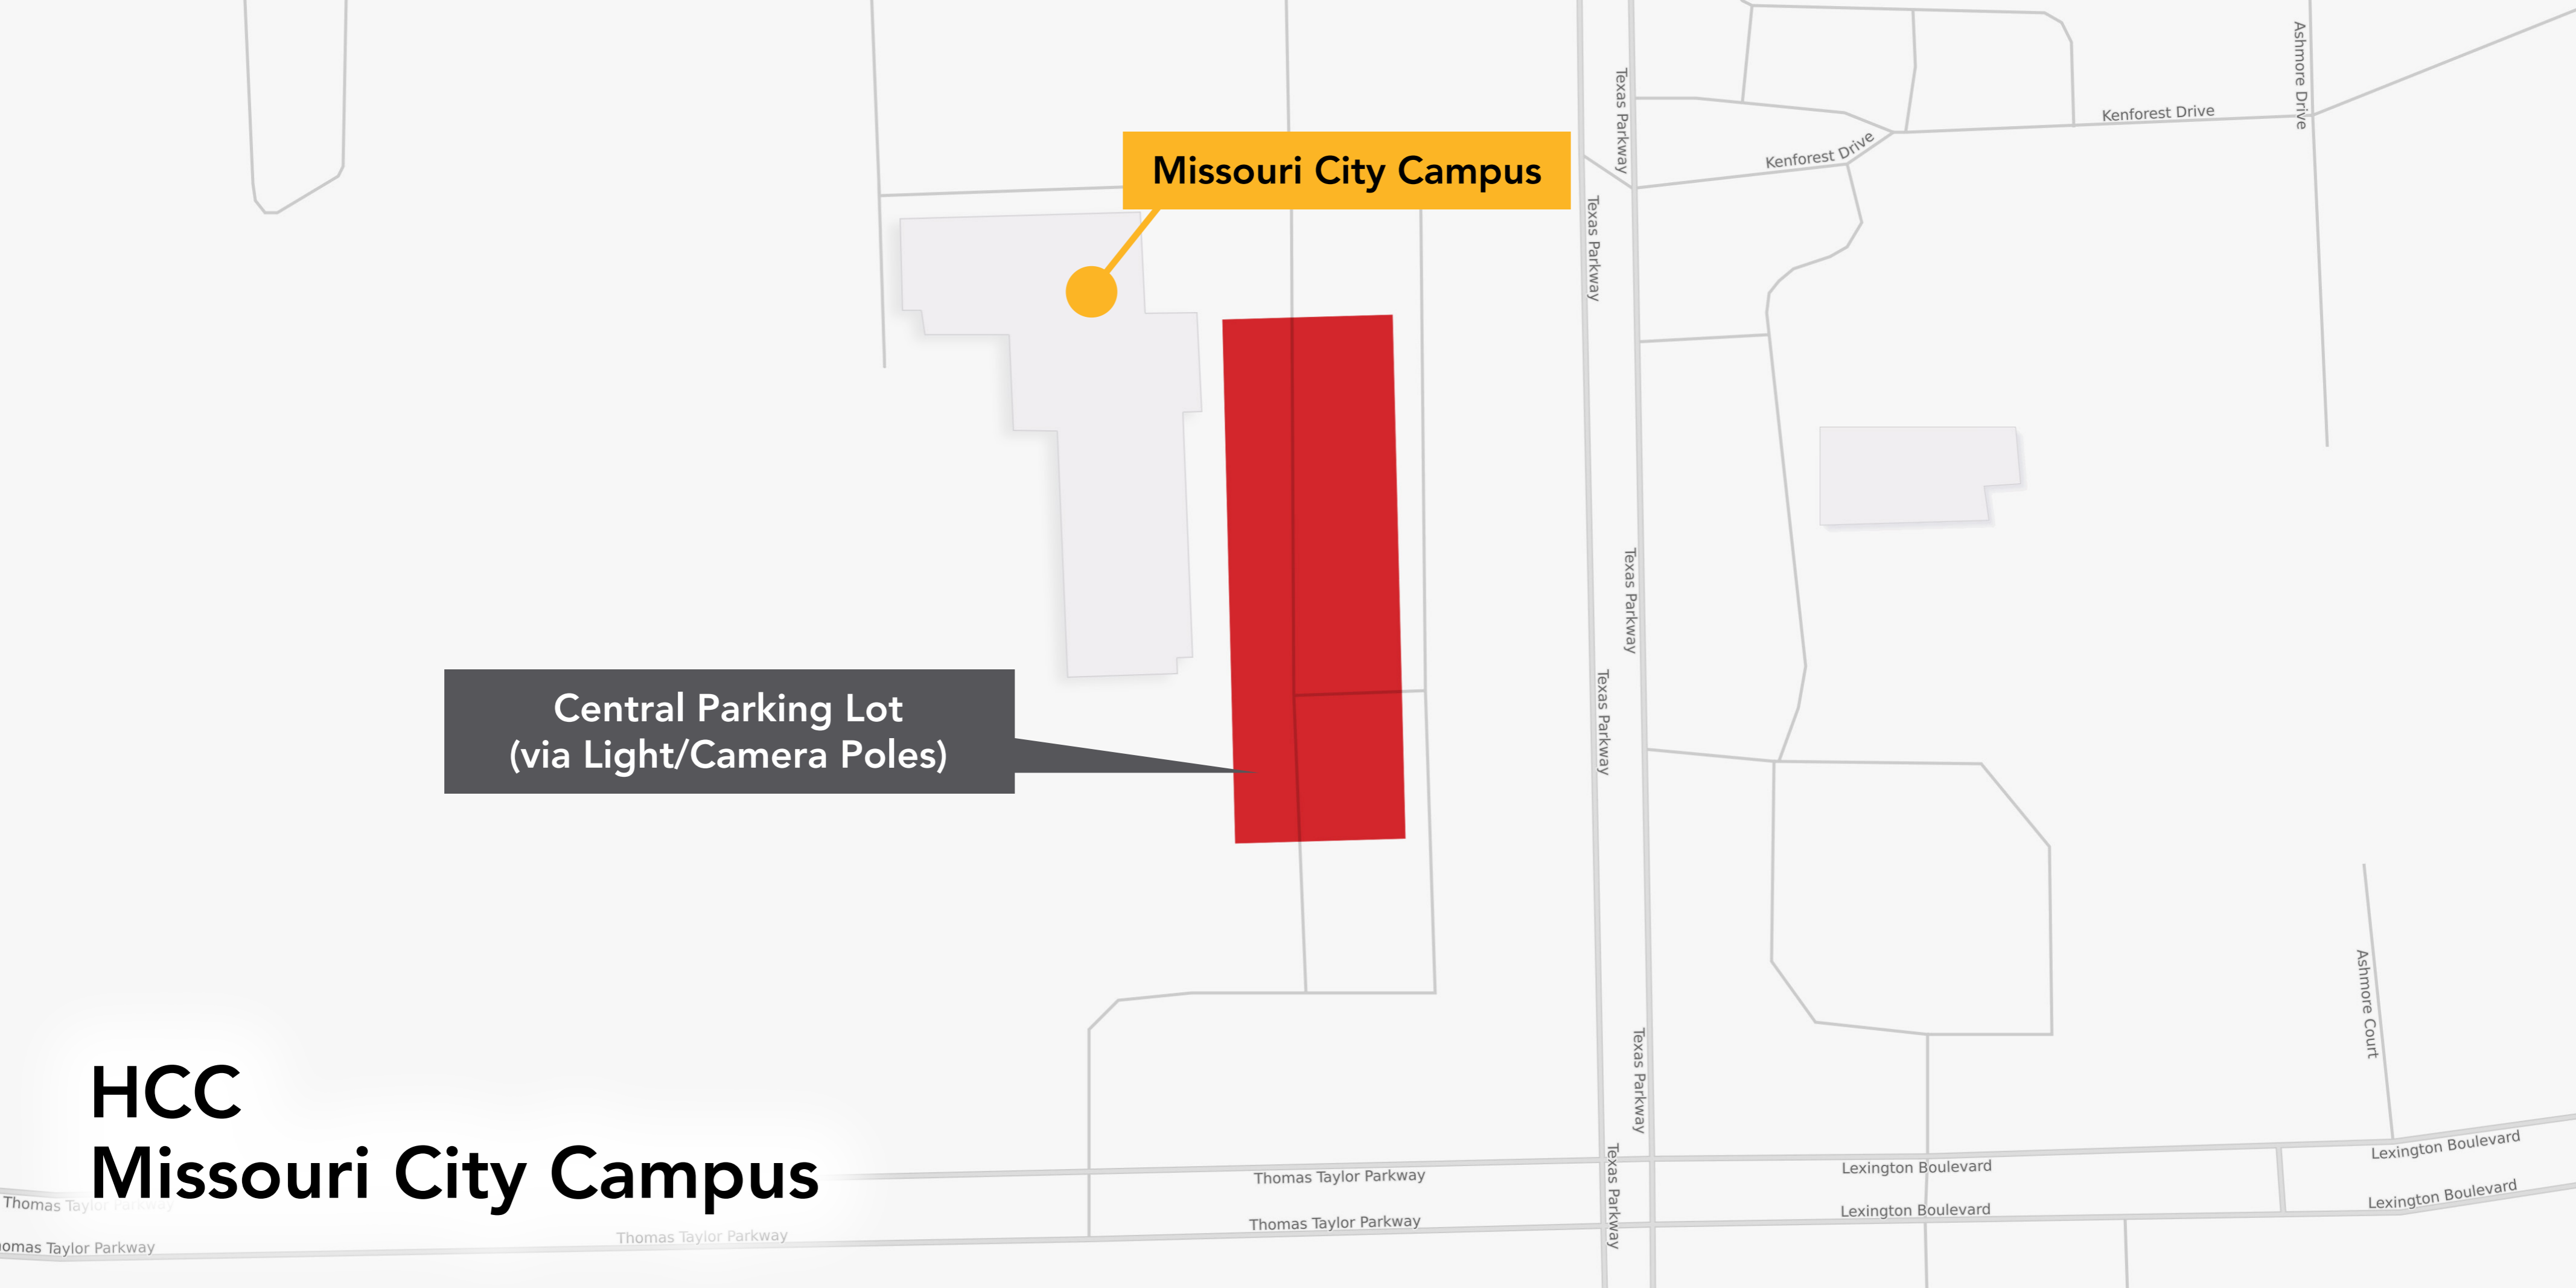 Ashmore Drive
Texas Parkway
Kenforest Drive
Kenforest Drive
Missouri City Campus
Texas Parkway
Texas Parkway
Central Parking Lot
(via Light/Camera Poles)
Texas Parkway
Ashmore Court
Texas Parkway
HCC
Missouri City Campus
Lexington Boulevard
Texas Parkway
Thomas Taylor Parkway
Lexington Boulevard
Thomas Taylor Parkway
Lexington Boulevard
Thomas Taylor Parkway
Lexington Boulevard
Thomas Taylor Parkway
omas Taylor Parkway